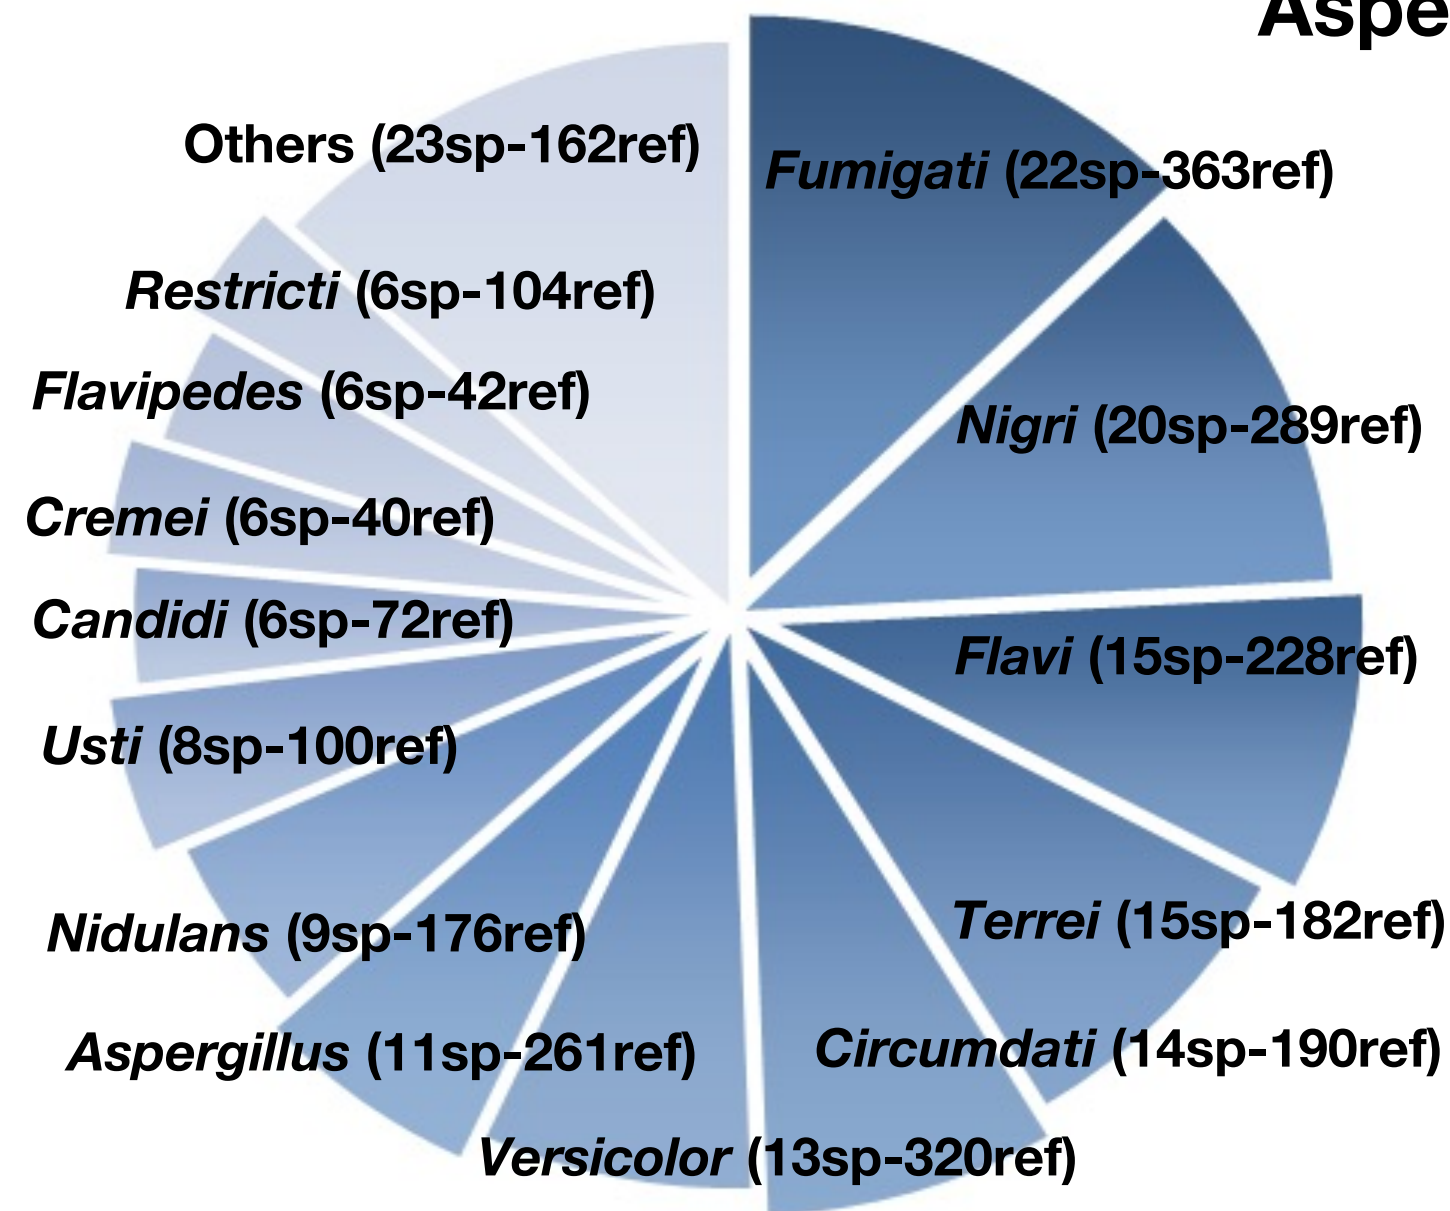 Aspe
Others (23sp-162ref)
Fumigati (22sp-363ref)
Restricti (6sp-104ref)
Flavipedes (6sp-42ref)
Nigri (20sp-289ref)
Cremei (6sp-40ref)
Candidi (6sp-72ref)
Flavi (15sp-228ref)
Usti (8sp-100ref)
Terrei (15sp-182ref)
Nidulans (9sp-176ref)
Aspergillus (11sp-261ref)
Circumdati (14sp-190ref)
Versicolor (13sp-320ref)